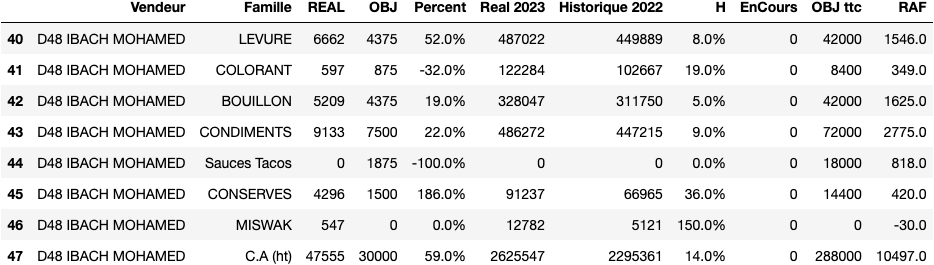 Vendeur Famille REAL OBJ Percent Real 2023 Historique 2022 H EnCours OBJ ttc RAF
40 D48 IBACH MOHAMED LEVURE 6662 4375 52.0% 487022 449889 8.0% 0 42000 1546.0
41 D48 IBACH MOHAMED COLORANT 597 875 -32.0% 122284 102667 19.0% 0 8400 349.0
42 D48 IBACH MOHAMED BOUILLON 5209 4375 19.0% 328047 311750 5.0% 0 42000 1625.0
43 D48 IBACH MOHAMED CONDIMENTS 9133 7500 22.0% 486272 447215 9.0% 0 72000 2775.0
44 D48 IBACH MOHAMED Sauces Tacos 0 1875 -100.0% 0 0 0.0% 0 18000 818.0
45 D48 IBACH MOHAMED CONSERVES 4296 1500 186.0% 91237 66965 36.0% 0 14400 420.0
46 D48 IBACH MOHAMED MISWAK 547 0 0.0% 12782 5121 150.0% 0 0 -30.0
47 D48 IBACH MOHAMED C.A (ht) 47555 30000 59.0% 2625547 2295361 14.0% 0 288000 10497.0